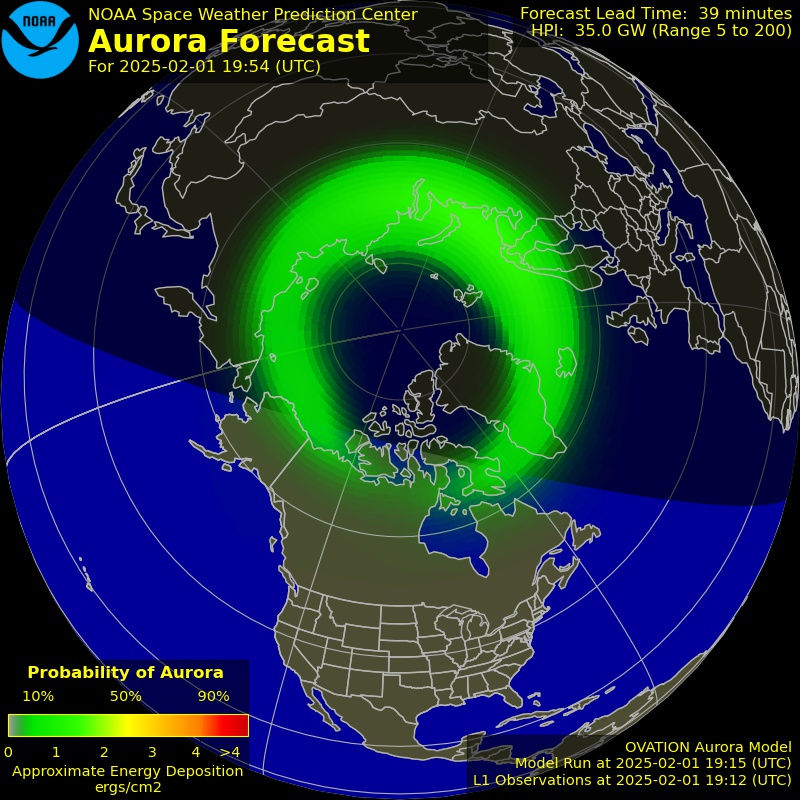 NOAA
NOAA Space Weather Prediction Center
Aurora Forecast
For 2025-02-01 19:54 (UTC)
Forecast Lead Time: 39 minutes
HPI: 35.0 GW (Range 5 to 200)
Probability of Aurora
10% 50% 90%
0 1 2 3 4 >4
Approximate Energy Deposition
ergs/cm2
OVATION Aurora Model
Model Run at 2025-02-01 19:15 (UTC)
L1 Observations at 2025-02-01 19:12 (UTC)